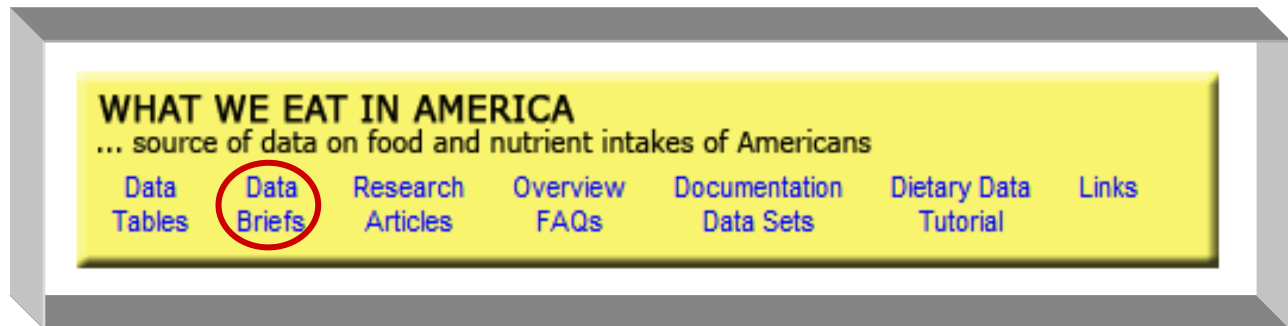 WHAT WE EAT IN AMERICA
... source of data on food and nutrient intakes of Americans
Data Data Research Overview Documentation Dietary Data Links
Tables Briefs Articles FAQs Data Sets Tutorial